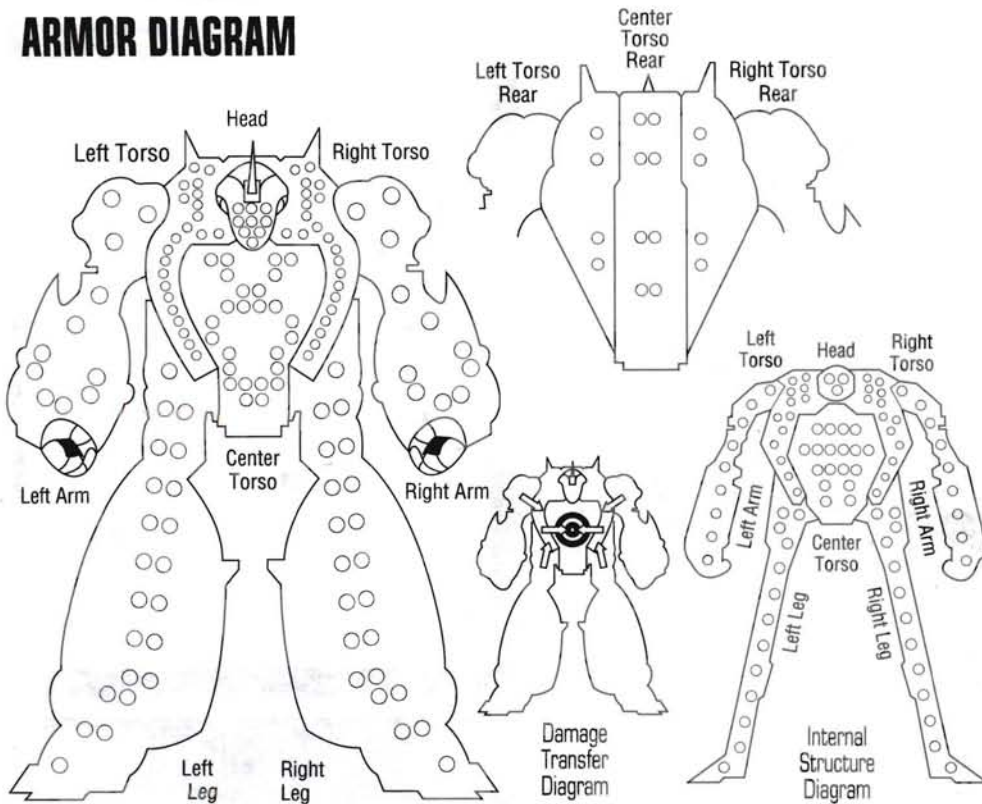 ARMOR DIAGRAM
Head
Left Torso
Right Torso
Left Arm
Center
Torso
Right Arm
Left
Leg
Right
Leg
Center
Torso
Rear
Left Torso
Rear
Right Torso
Rear
Damage
Transfer
Diagram
Left
Torso
Head
Right
Torso
Left Arm
Right Arm
Center
Torso
Left Leg
Right Leg
Internal
Structure
Diagram